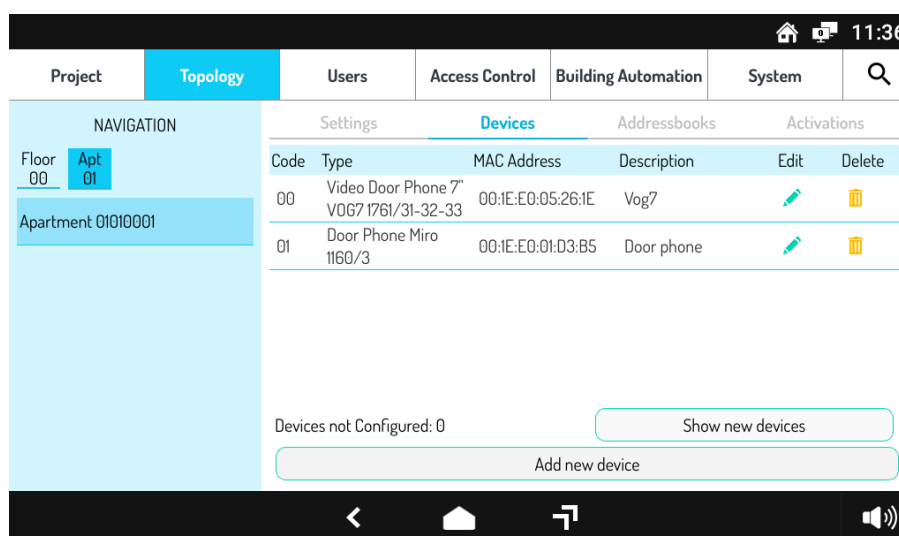 11:36
Project Topology Users Access Control Building Automation System
NAVIGATION
Settings Devices Addressbooks Activations
Floor 00
Apt 01
Apartment 01010001
Code Type MAC Address Description Edit Delete
00 Video Door Phone 7" VOG7 1761/31-32-33 00:1E:E0:05:26:1E Vog7
01 Door Phone Miro 1160/3 00:1E:E0:01:D3:B5 Door phone
Devices not Configured: 0
Show new devices
Add new device